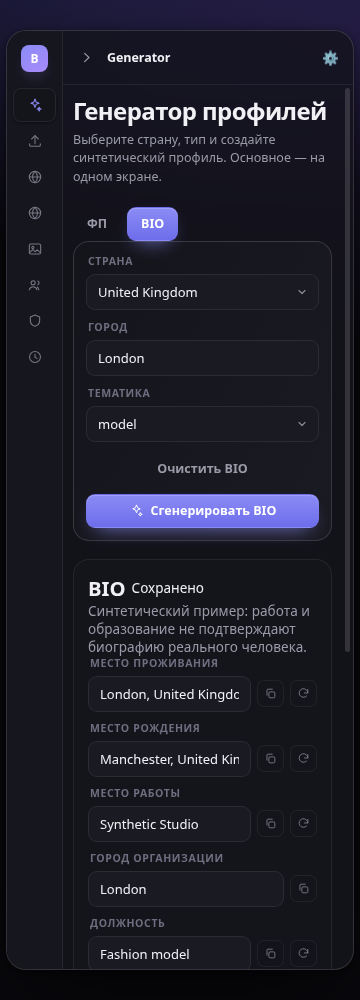 B
Generator
Генератор профилей
Выберите страну, тип и создайте
синтетический профиль. Основное — на
одном экране.
ФП
BIO
СТРАНА
United Kingdom
ГОРОД
London
ТЕМАТИКА
model
Очистить BIO
Сгенерировать BIO
BIO Сохранено
Синтетический пример: работа и
образование не подтверждают
биографию реального человека.
МЕСТО ПРОЖИВАНИЯ
London, United Kingdc
МЕСТО РОЖДЕНИЯ
Manchester, United Kin
МЕСТО РАБОТЫ
Synthetic Studio
ГОРОД ОРГАНИЗАЦИИ
London
ДОЛЖНОСТЬ
Fashion model